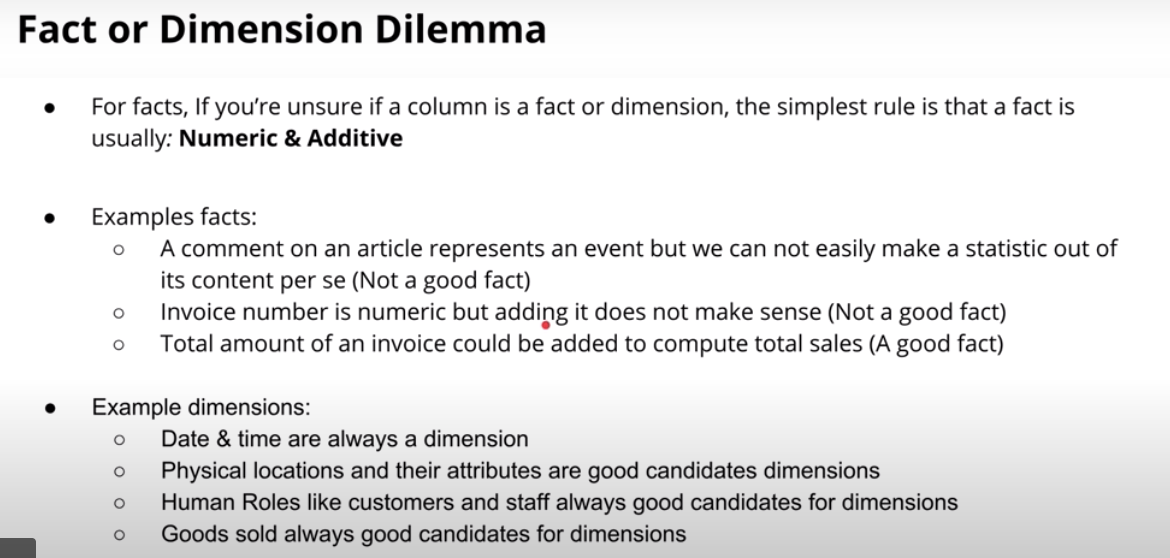 Fact or Dimension Dilemma
● For facts, If you're unsure if a column is a fact or dimension, the simplest rule is that a fact is
usually: Numeric & Additive
● Examples facts:
○ A comment on an article represents an event but we can not easily make a statistic out of
its content per se (Not a good fact)
○ Invoice number is numeric but adding it does not make sense (Not a good fact)
○ Total amount of an invoice could be added to compute total sales (A good fact)
● Example dimensions:
○ Date & time are always a dimension
○ Physical locations and their attributes are good candidates dimensions
○ Human Roles like customers and staff always good candidates for dimensions
○ Goods sold always good candidates for dimensions